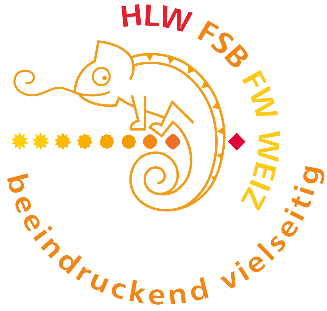 HLW FSB FW WEIZ
beeindruckend vielseitig